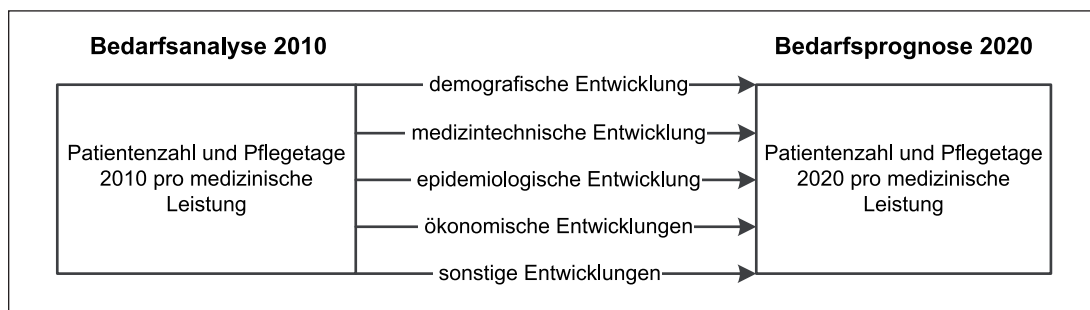 Bedarfsanalyse 2010
Bedarfsprognose 2020
Patientenzahl und Pflegetage
2010 pro medizinische
Leistung
demografische Entwicklung
medizintechnische Entwicklung
epidemiologische Entwicklung
ökonomische Entwicklungen
sonstige Entwicklungen
Patientenzahl und Pflegetage
2020 pro medizinische
Leistung